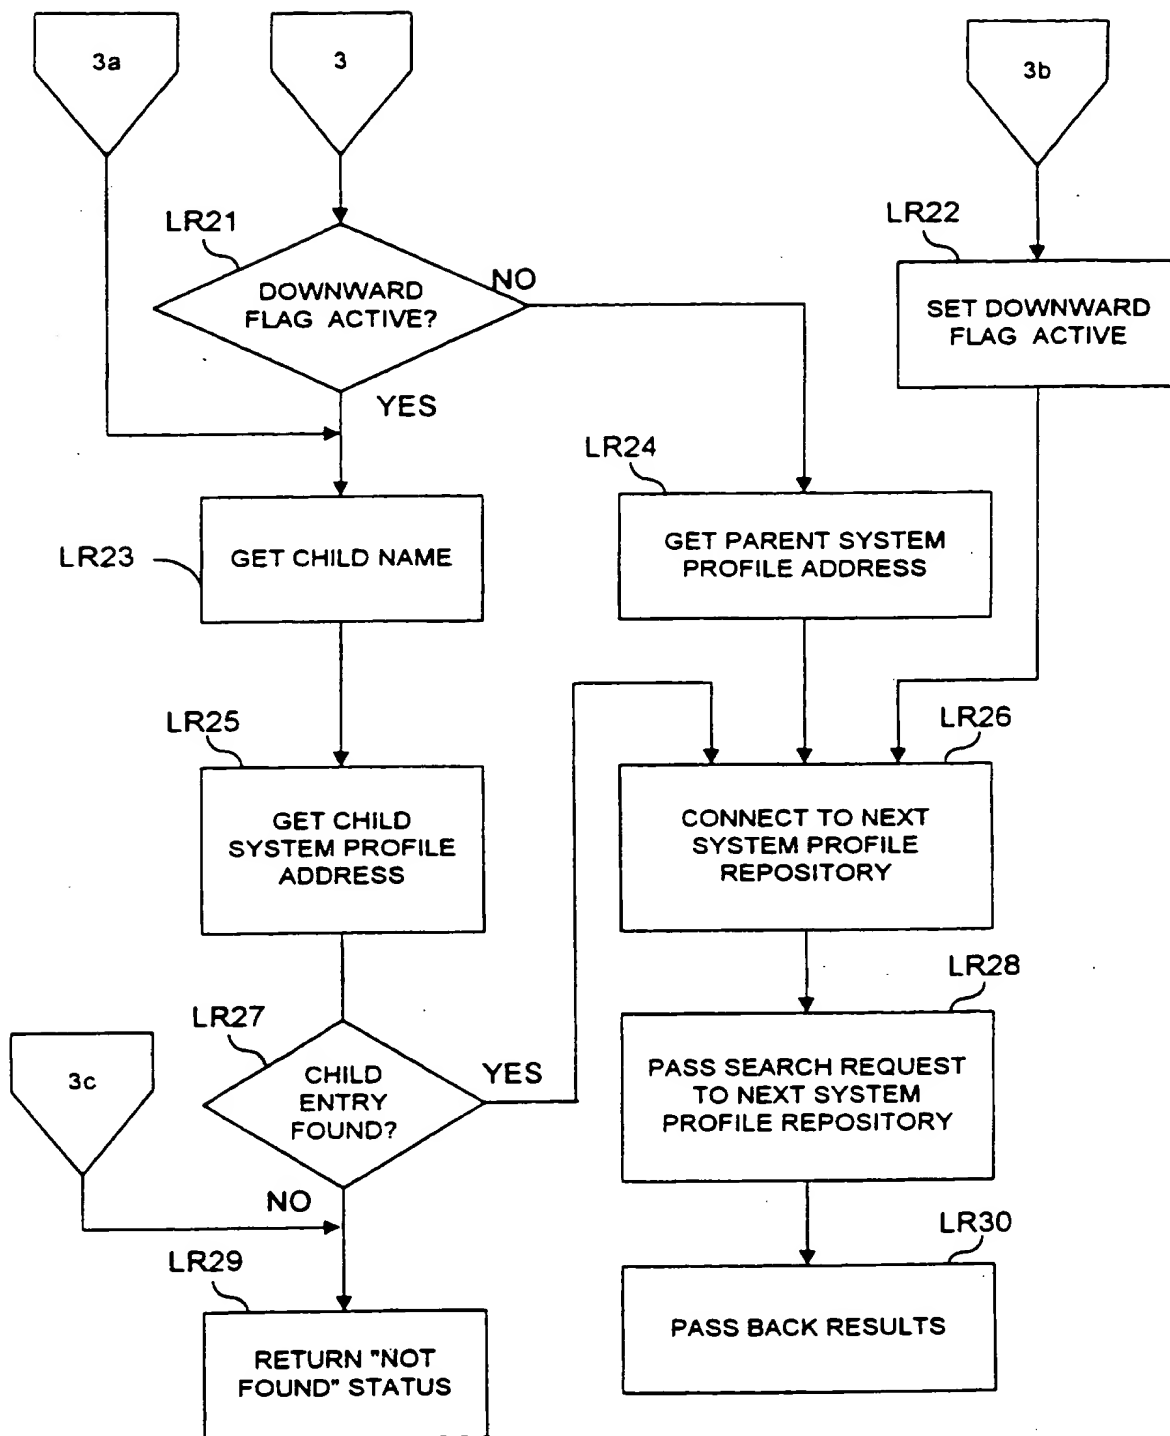 3a
3
3b
LR21
LR22
DOWNWARD
FLAG ACTIVE?
NO
SET DOWNWARD
FLAG ACTIVE
YES
LR24
LR23
GET CHILD NAME
GET PARENT SYSTEM
PROFILE ADDRESS
LR25
LR26
GET CHILD
SYSTEM PROFILE
ADDRESS
CONNECT TO NEXT
SYSTEM PROFILE
REPOSITORY
LR28
LR27
3c
CHILD
ENTRY
FOUND?
YES
PASS SEARCH REQUEST
TO NEXT SYSTEM
PROFILE REPOSITORY
NO
LR30
LR29
PASS BACK RESULTS
RETURN "NOT
FOUND" STATUS